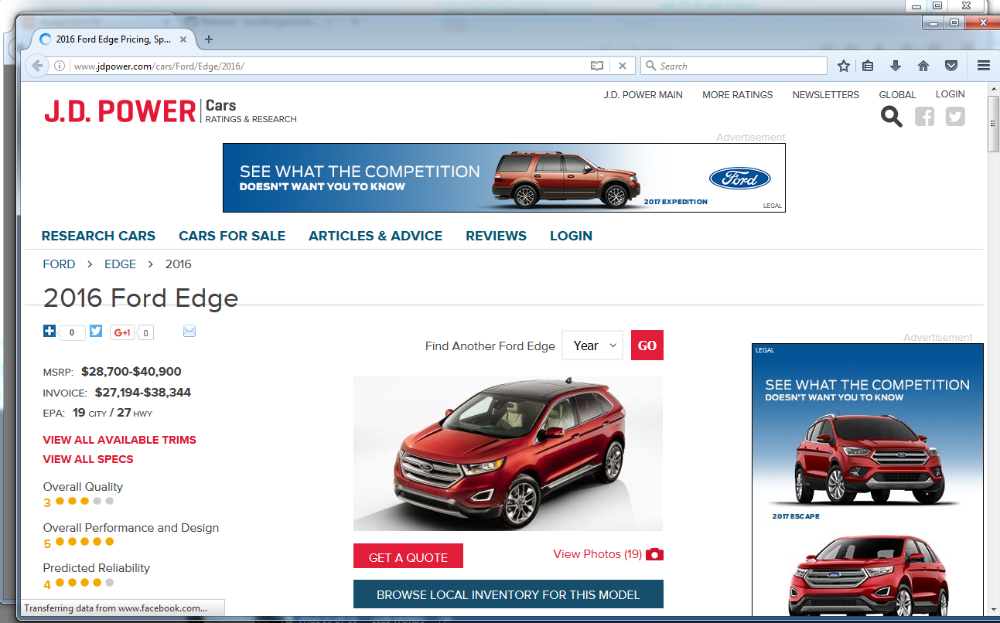 2016 Ford Edge Pricing, Sp...
www.jdpower.com/cars/Ford/Edge/2016/
Search
J.D. POWER MAIN MORE RATINGS NEWSLETTERS GLOBAL LOGIN
J.D. POWER Cars
RATINGS & RESEARCH
Advertisement
SEE WHAT THE COMPETITION
DOESN'T WANT YOU TO KNOW
Ford
2017 EXPEDITION
LEGAL
RESEARCH CARS CARS FOR SALE ARTICLES & ADVICE REVIEWS LOGIN
FORD > EDGE > 2016
2016 Ford Edge
0 G+1 0
Find Another Ford Edge Year GO
MSRP: $28,700-$40,900
INVOICE: $27,194-$38,344
EPA: 19 CITY / 27 HWY
VIEW ALL AVAILABLE TRIMS
VIEW ALL SPECS
Overall Quality
3
Overall Performance and Design
5
Predicted Reliability
4
GET A QUOTE
View Photos (19)
BROWSE LOCAL INVENTORY FOR THIS MODEL
Advertisement
LEGAL
SEE WHAT THE COMPETITION
DOESN'T WANT YOU TO KNOW
2017 ESCAPE
Transferring data from www.facebook.com...